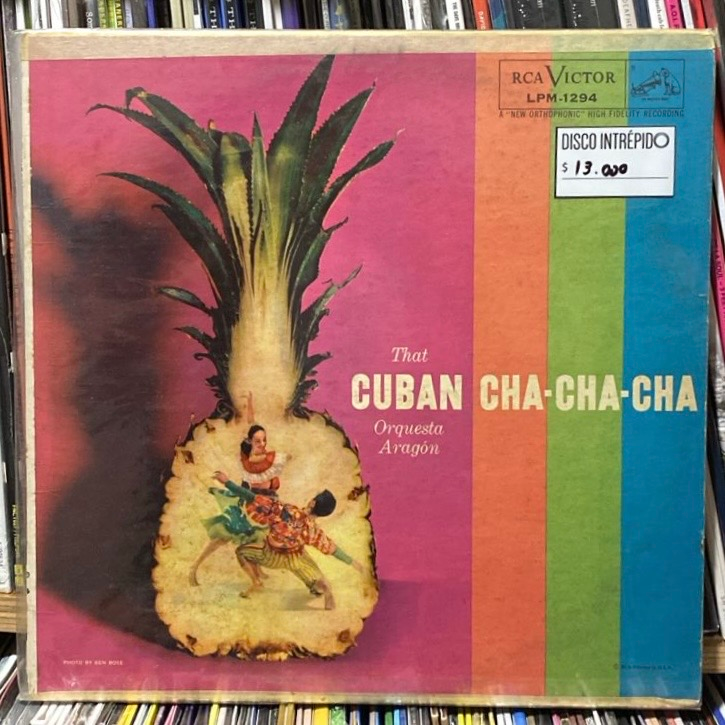 RCA VICTOR
LPM-1294
A "NEW ORTHOPHONIC" HIGH FIDELITY RECORDING
DISCO INTRÉPIDO
$ 13.000
That
CUBAN CHA-CHA-CHA
Orquesta
Aragón
PHOTO BY KEN ROSE